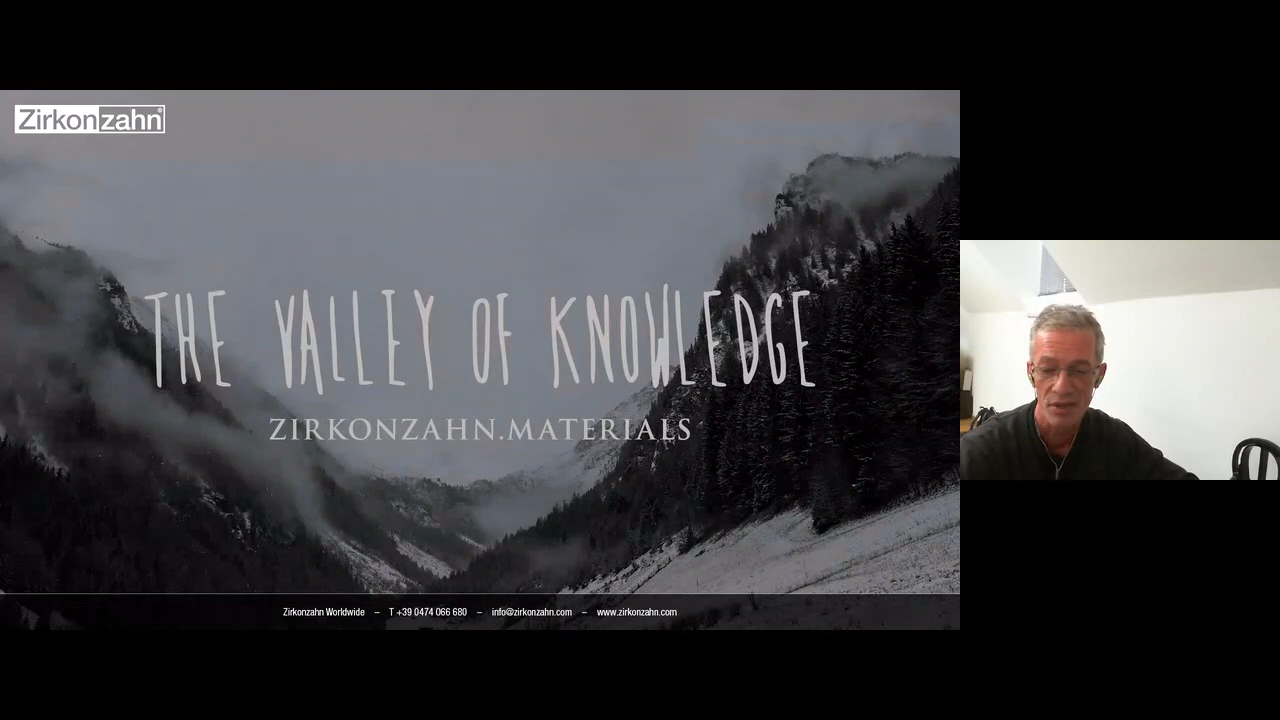 Zirkonzahn®
THE VALLEY OF KNOWLEDGE
ZIRKONZAHN.MATERIALS
Zirkonzahn Worldwide – T +39 0474 066 680 – info@zirkonzahn.com – www.zirkonzahn.com